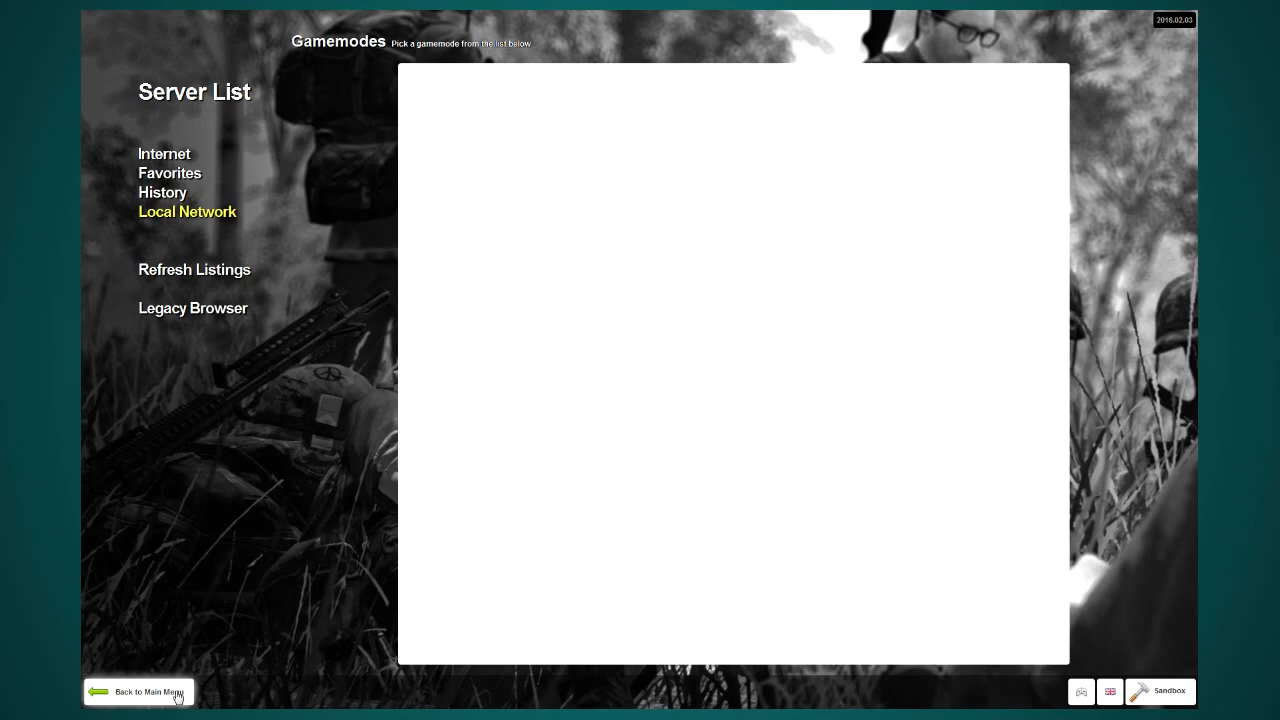 2016.02.03
Gamemodes Pick a gamemode from the list below
Server List
Internet
Favorites
History
Local Network
Refresh Listings
Legacy Browser
Back to Main Menu
Sandbox